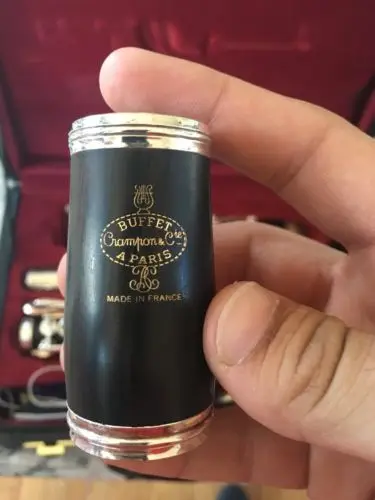 BUFFET
Crampon & Cie
A PARIS
MADE IN FRANCE